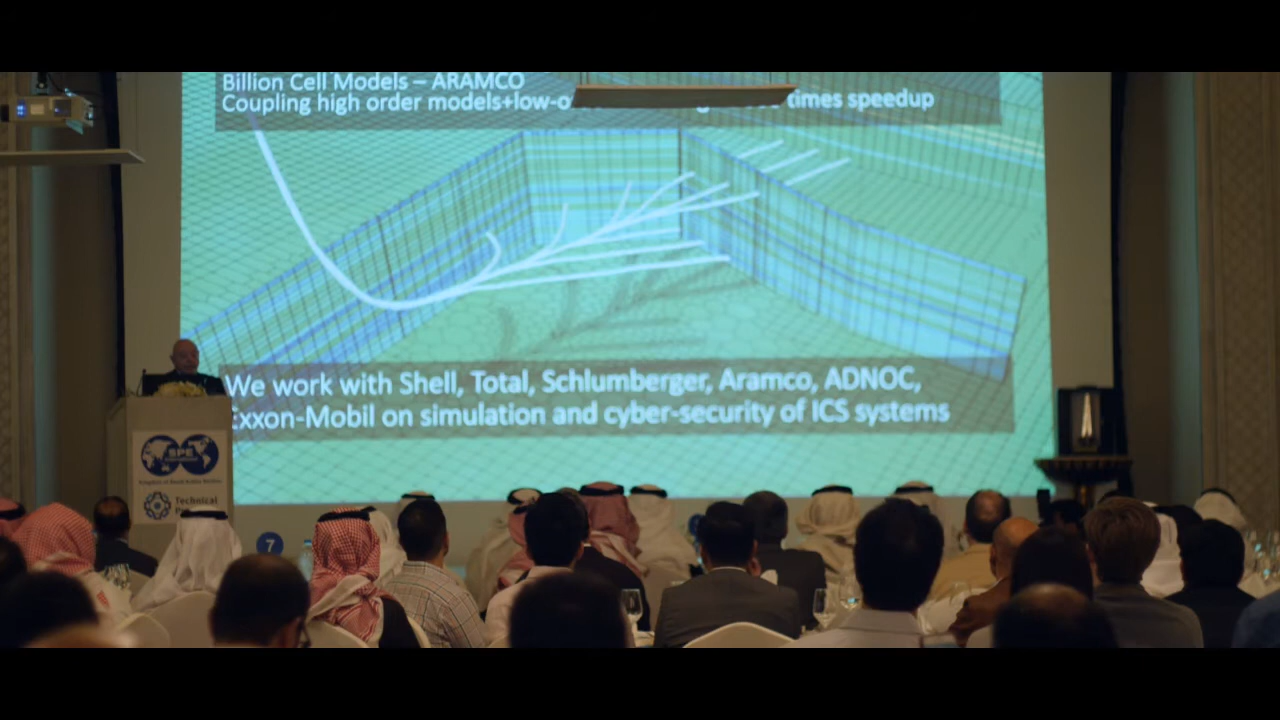 Billion Cell Models – ARAMCO
Coupling high order models+low-o times speedup
We work with Shell, Total, Schlumberger, Aramco, ADNOC,
Exxon-Mobil on simulation and cyber-security of ICS systems
SPE
Technical
7